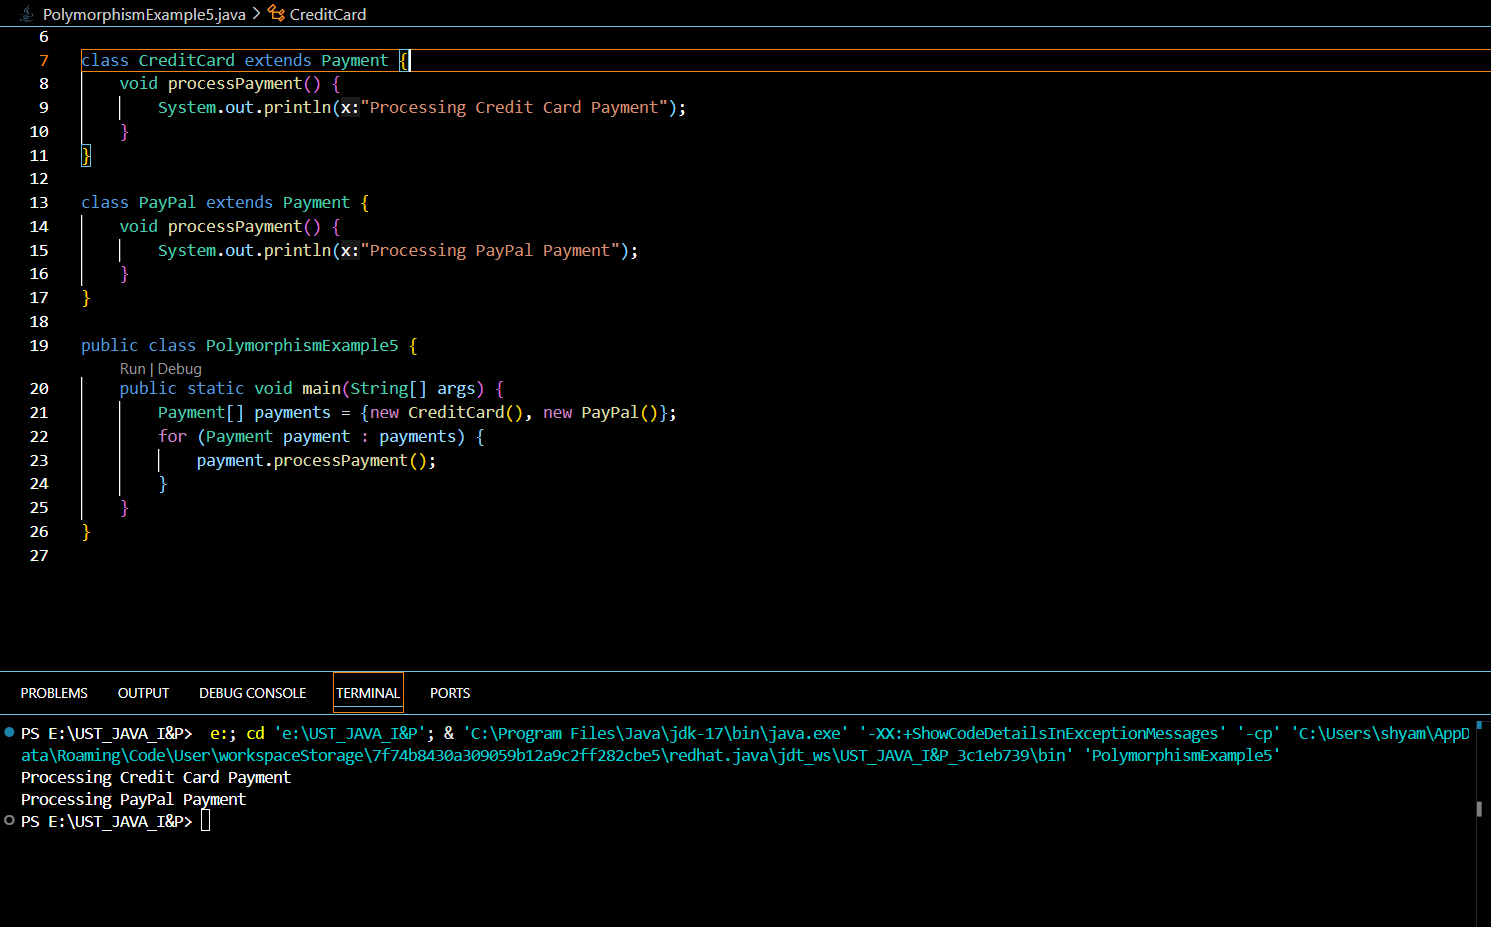 PolymorphismExample5.java > CreditCard
6
7 class CreditCard extends Payment {
8 void processPayment() {
9 System.out.println(x:"Processing Credit Card Payment");
10 }
11 }
12
13 class PayPal extends Payment {
14 void processPayment() {
15 System.out.println(x:"Processing PayPal Payment");
16 }
17 }
18
19 public class PolymorphismExample5 {
Run | Debug
20 public static void main(String[] args) {
21 Payment[] payments = {new CreditCard(), new PayPal()};
22 for (Payment payment : payments) {
23 payment.processPayment();
24 }
25 }
26 }
27
PROBLEMS OUTPUT DEBUG CONSOLE TERMINAL PORTS
PS E:\UST_JAVA_I&P> e:; cd 'e:\UST_JAVA_I&P'; & 'C:\Program Files\Java\jdk-17\bin\java.exe' '-XX:+ShowCodeDetailsInExceptionMessages' '-cp' 'C:\Users\shyam\AppD
ata\Roaming\Code\User\workspaceStorage\7f74b8430a309059b12a9c2ff282cbe5\redhat.java\jdt_ws\UST_JAVA_I&P_3c1eb739\bin' 'PolymorphismExample5'
Processing Credit Card Payment
Processing PayPal Payment
PS E:\UST_JAVA_I&P>